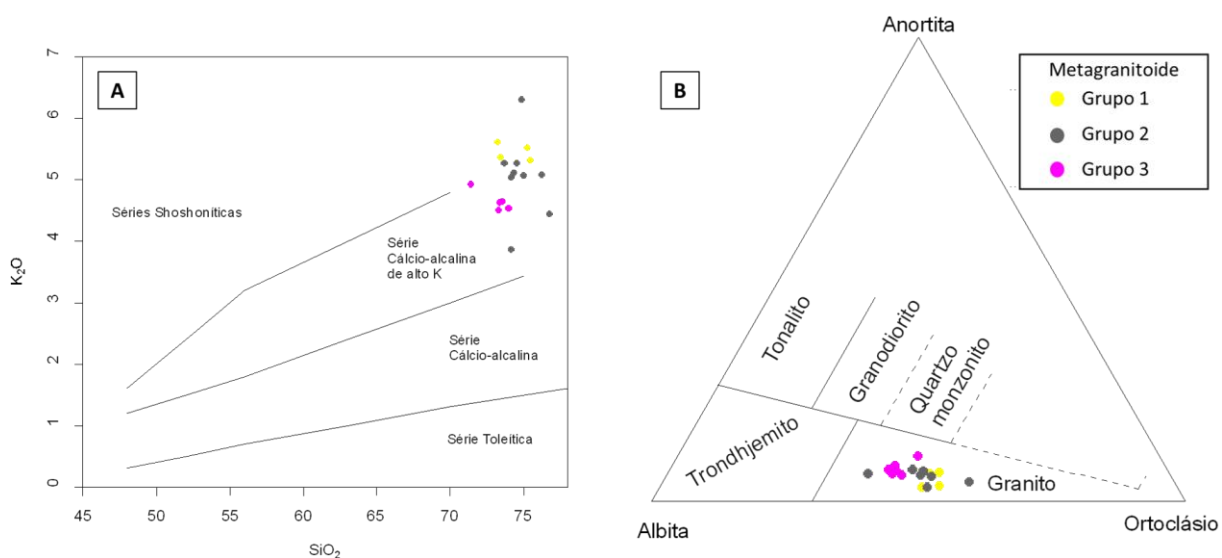 A
7
6
5
4
3
2
1
0
K₂O
45
50
55
60
65
70
75
SiO₂
Séries Shoshoníticas
Série
Cálcio-alcalina
de alto K
Série
Cálcio-alcalina
Série Toleítica
B
Anortita
Metagranitoide
Grupo 1
Grupo 2
Grupo 3
Tonalito
Granodiorito
Quartzo
monzonito
Trondhjemito
Granito
Albita
Ortoclásio